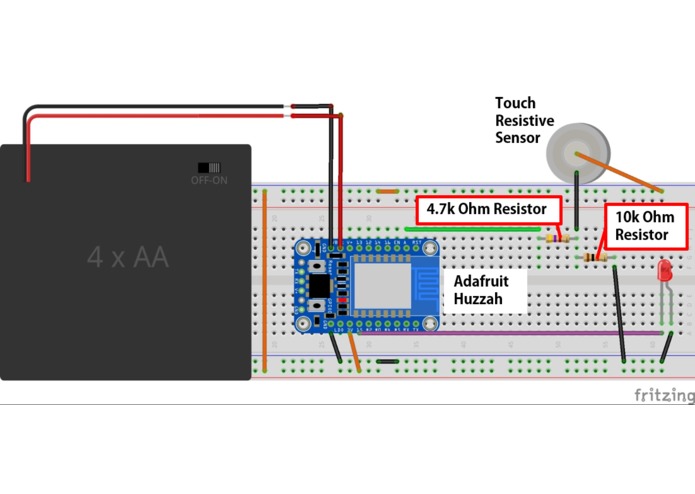 Touch
Resistive
Sensor
OFF-ON
4.7k Ohm Resistor
10k Ohm
Resistor
4 x AA
Adafruit
Huzzah
fritzing